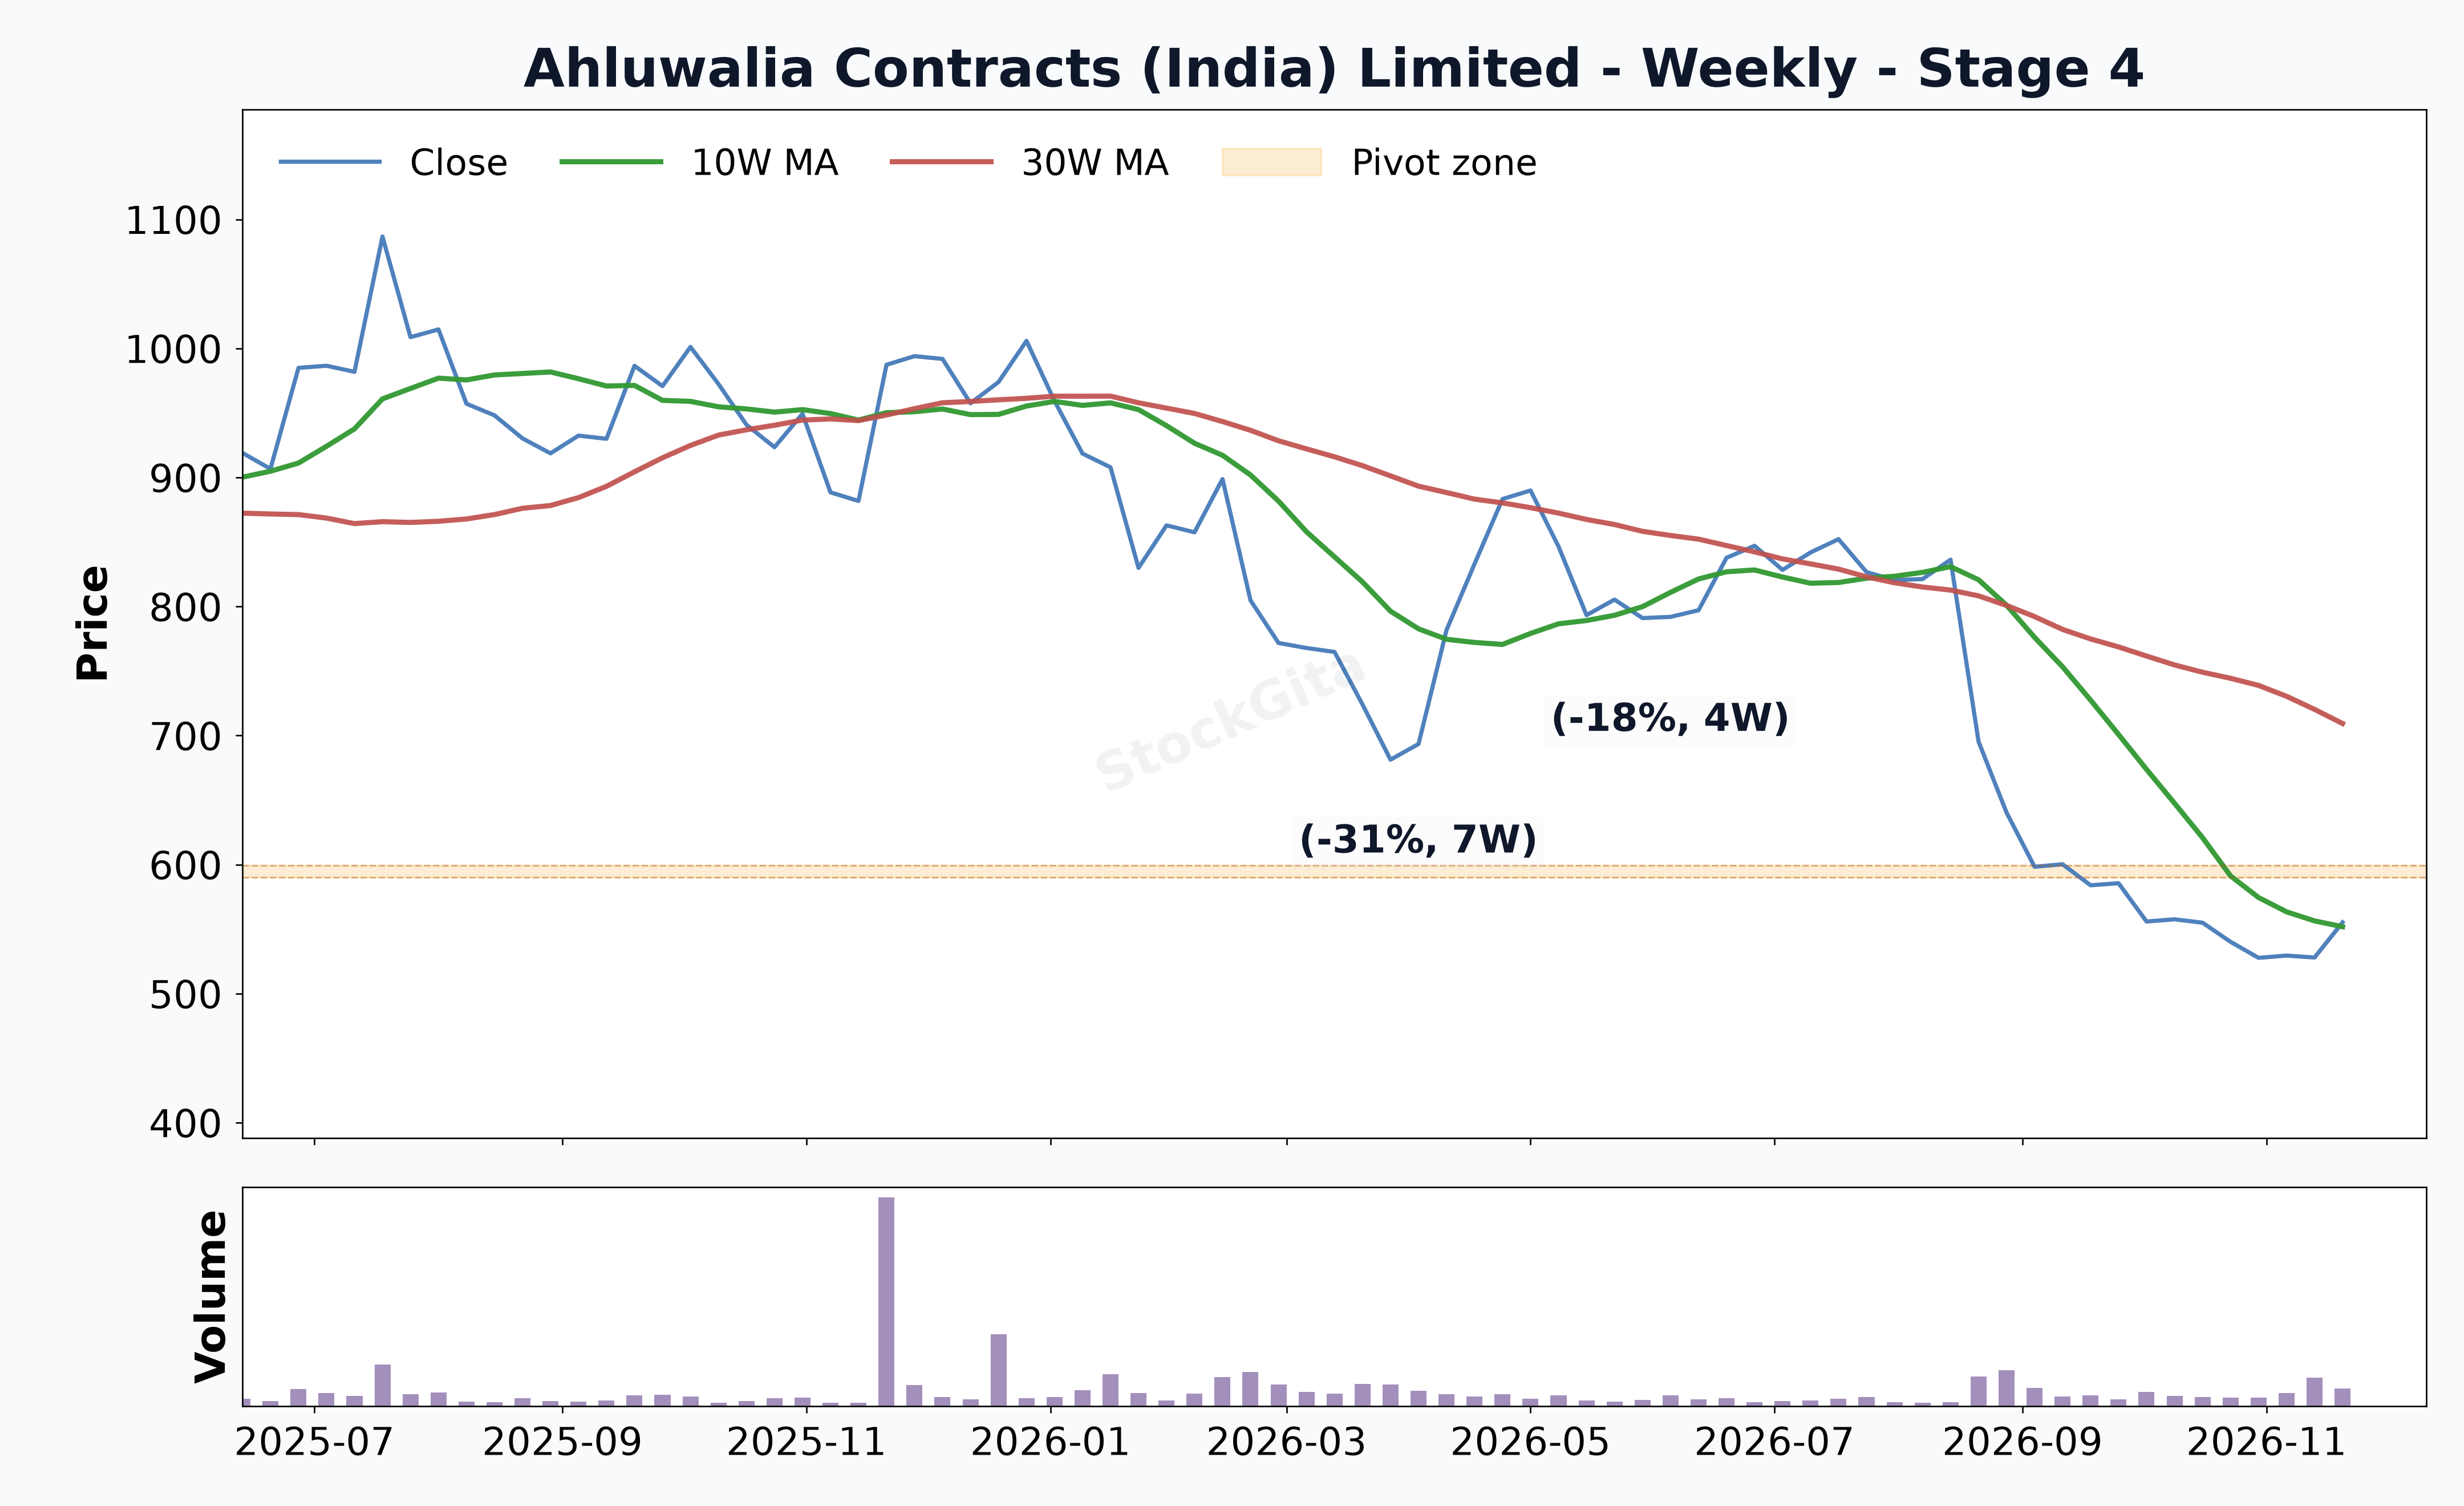 Ahluwalia Contracts (India) Limited - Weekly - Stage 4
Close 10W MA 30W MA Pivot zone
Price
1100
1000
900
800
700
600
500
400
StockGita
(-18%, 4W)
(-31%, 7W)
Volume
2025-07 2025-09 2025-11 2026-01 2026-03 2026-05 2026-07 2026-09 2026-11